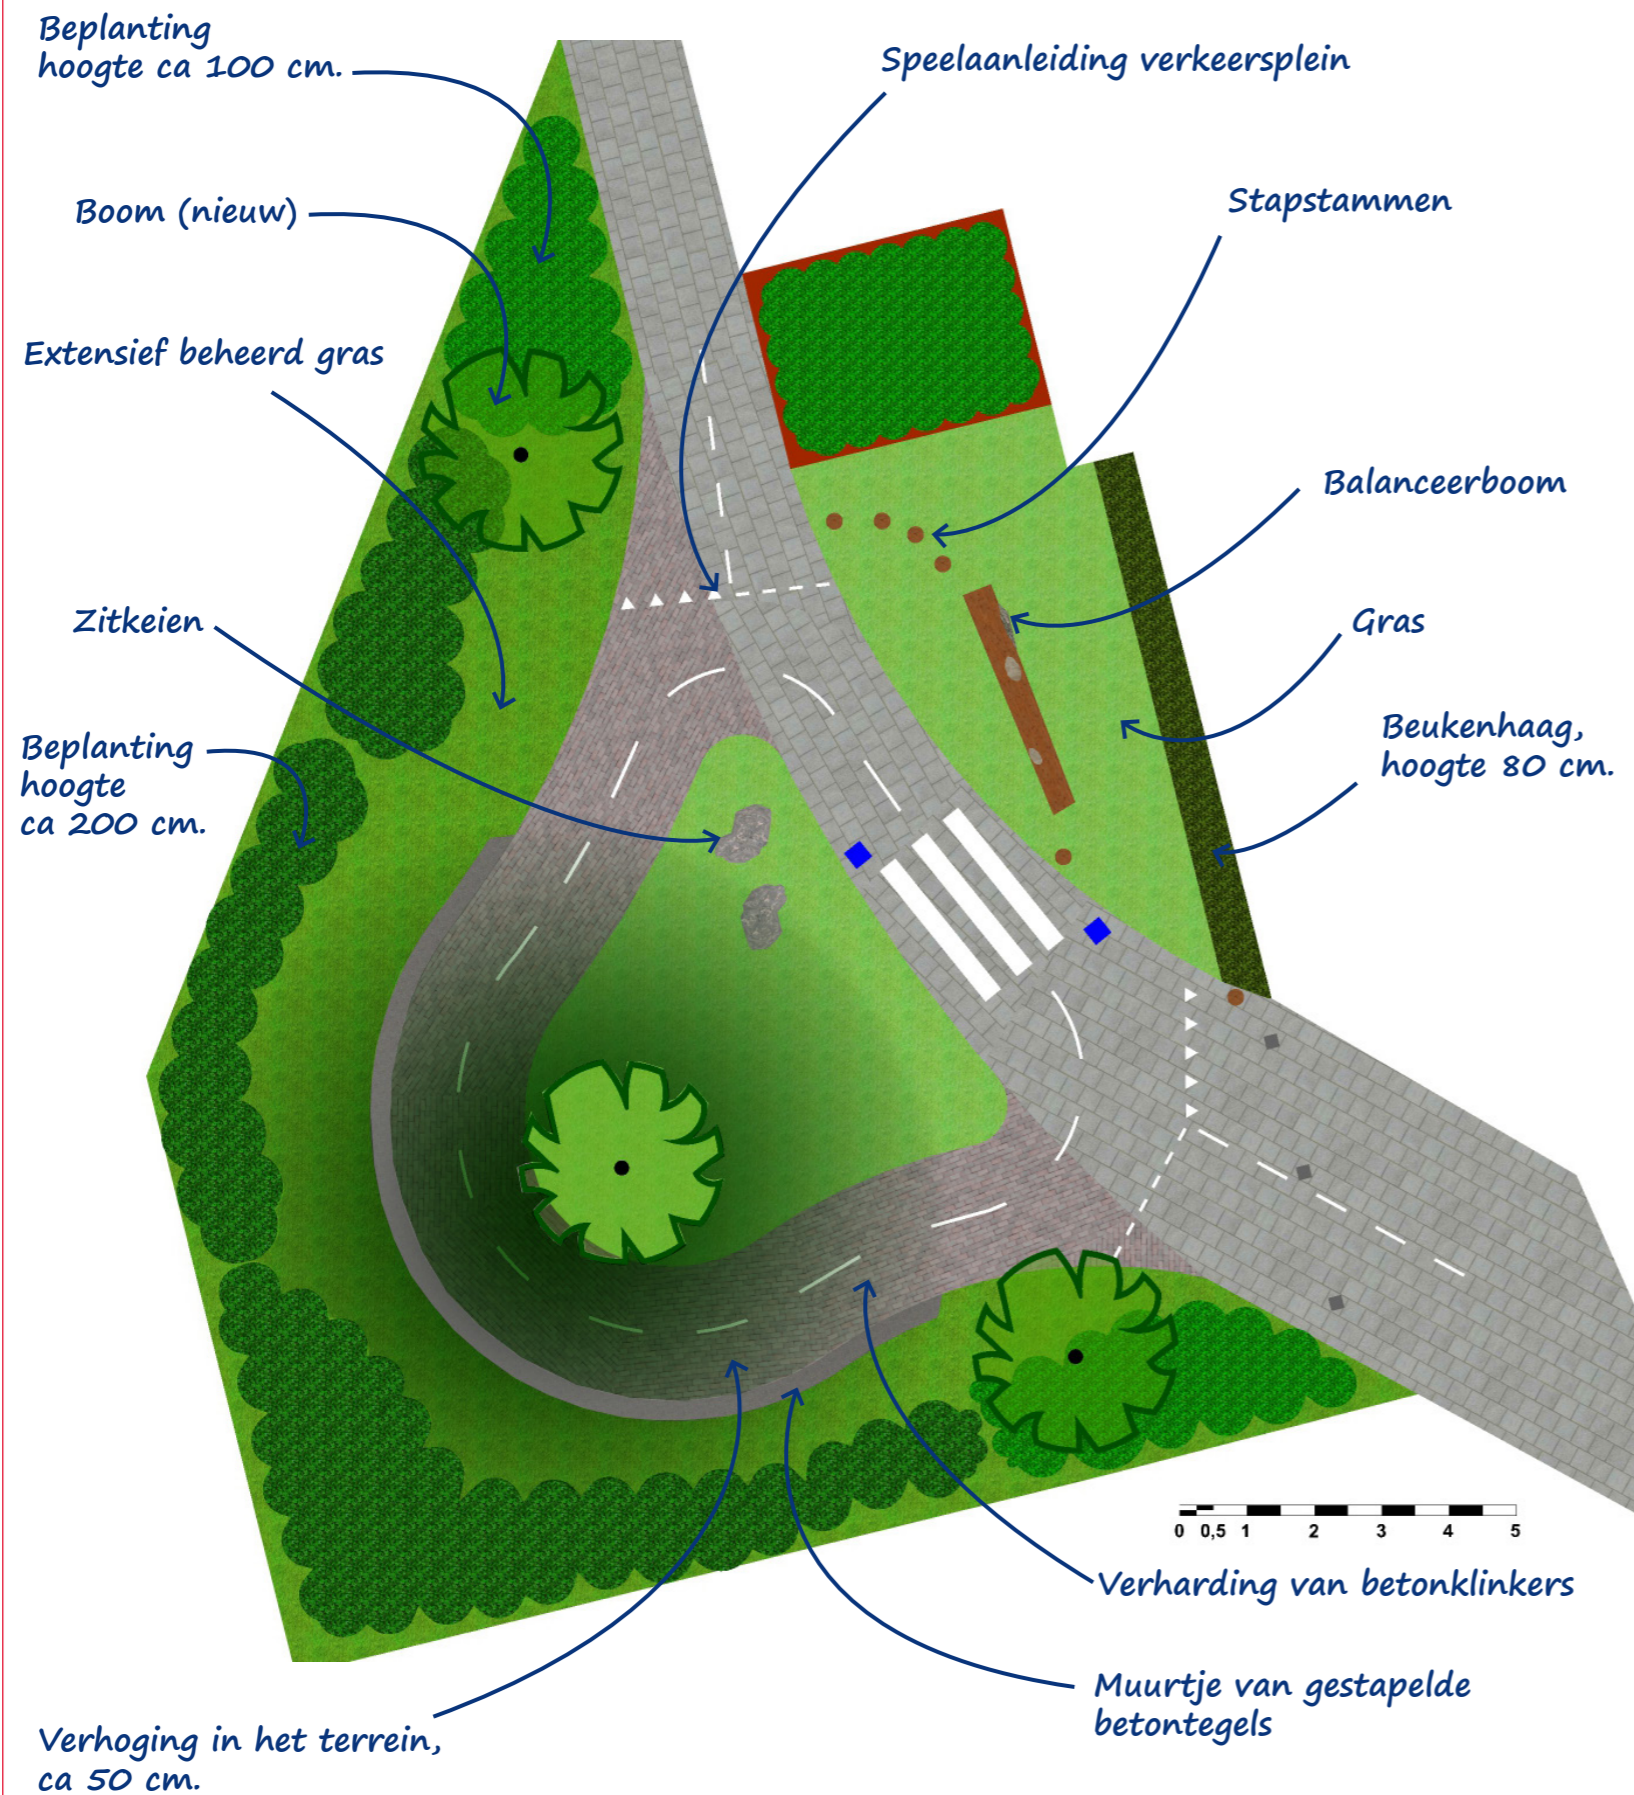 Beplanting
hoogte ca 100 cm.
Speelaanleiding verkeersplein
Boom (nieuw)
Stapstammen
Extensief beheerd gras
Balanceerboom
Zitkeien
Gras
Beplanting
hoogte
ca 200 cm.
Beukenhaag,
hoogte 80 cm.
0 0,5 1 2 3 4 5
Verharding van betonklinkers
Muurtje van gestapelde
betontegels
Verhoging in het terrein,
ca 50 cm.